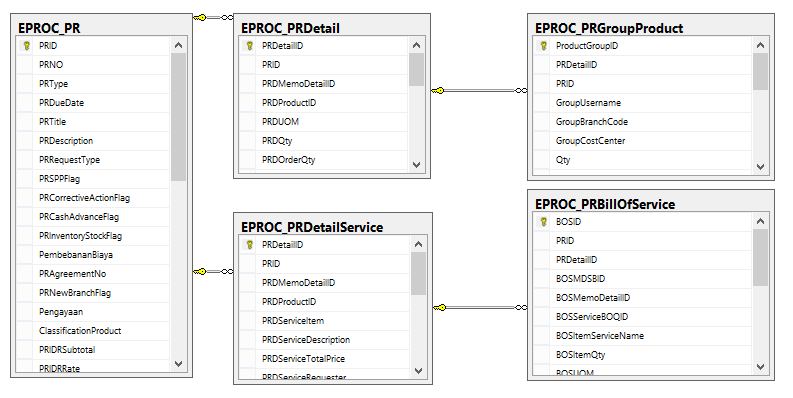 EPROC_PR
PRID
PRNO
PRType
PRDueDate
PRTitle
PRDescription
PRRequestType
PRSPPFlag
PRCorrectiveActionFlag
PRCashAdvanceFlag
PRInventoryStockFlag
PembebananBiaya
PRAgreementNo
PRNewBranchFlag
Pengayaan
ClassificationProduct
PRIDRSubtotal
PRIDRRate
EPROC_PRDetail
PRDetailID
PRID
PRDMemoDetailID
PRDProductID
PRDUOM
PRDQty
PRDOrderQty
EPROC_PRGroupProduct
ProductGroupID
PRDetailID
PRID
GroupUsername
GroupBranchCode
GroupCostCenter
Qty
EPROC_PRDetailService
PRDetailID
PRID
PRDMemoDetailID
PRDProductID
PRDServiceItem
PRDServiceDescription
PRDServiceTotalPrice
PRDServiceRequester
EPROC_PRBillOfService
BOSID
PRID
PRDetailID
BOSMDSBID
BOSMemoDetailID
BOSServiceBOQID
BOSItemServiceName
BOSItemQty
BOSUOM